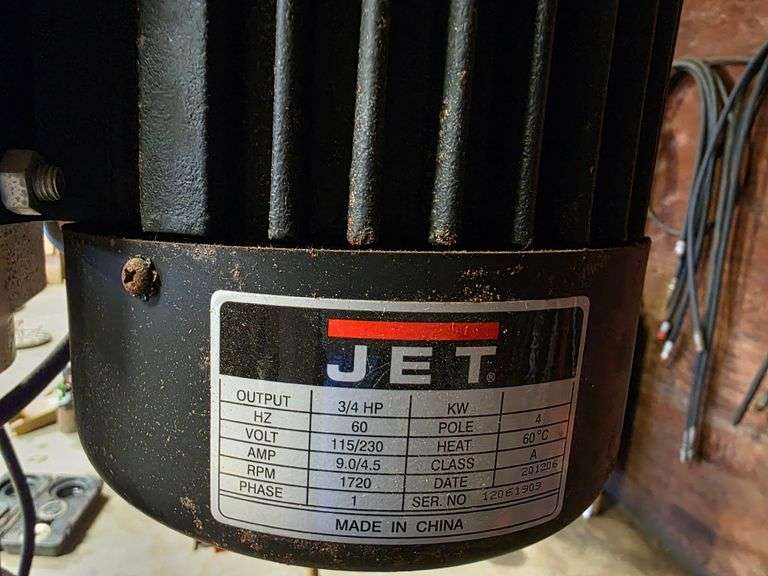 JET®
OUTPUT 3/4 HP KW
HZ 60 POLE 4
VOLT 115/230 HEAT 60°C
AMP 9.0/4.5 CLASS A
RPM 1720 DATE 201206
PHASE 1 SER. NO 12061909
MADE IN CHINA